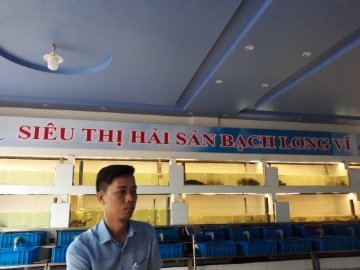 SIÊU THỊ HẢI SẢN BẠCH LONG VĨ